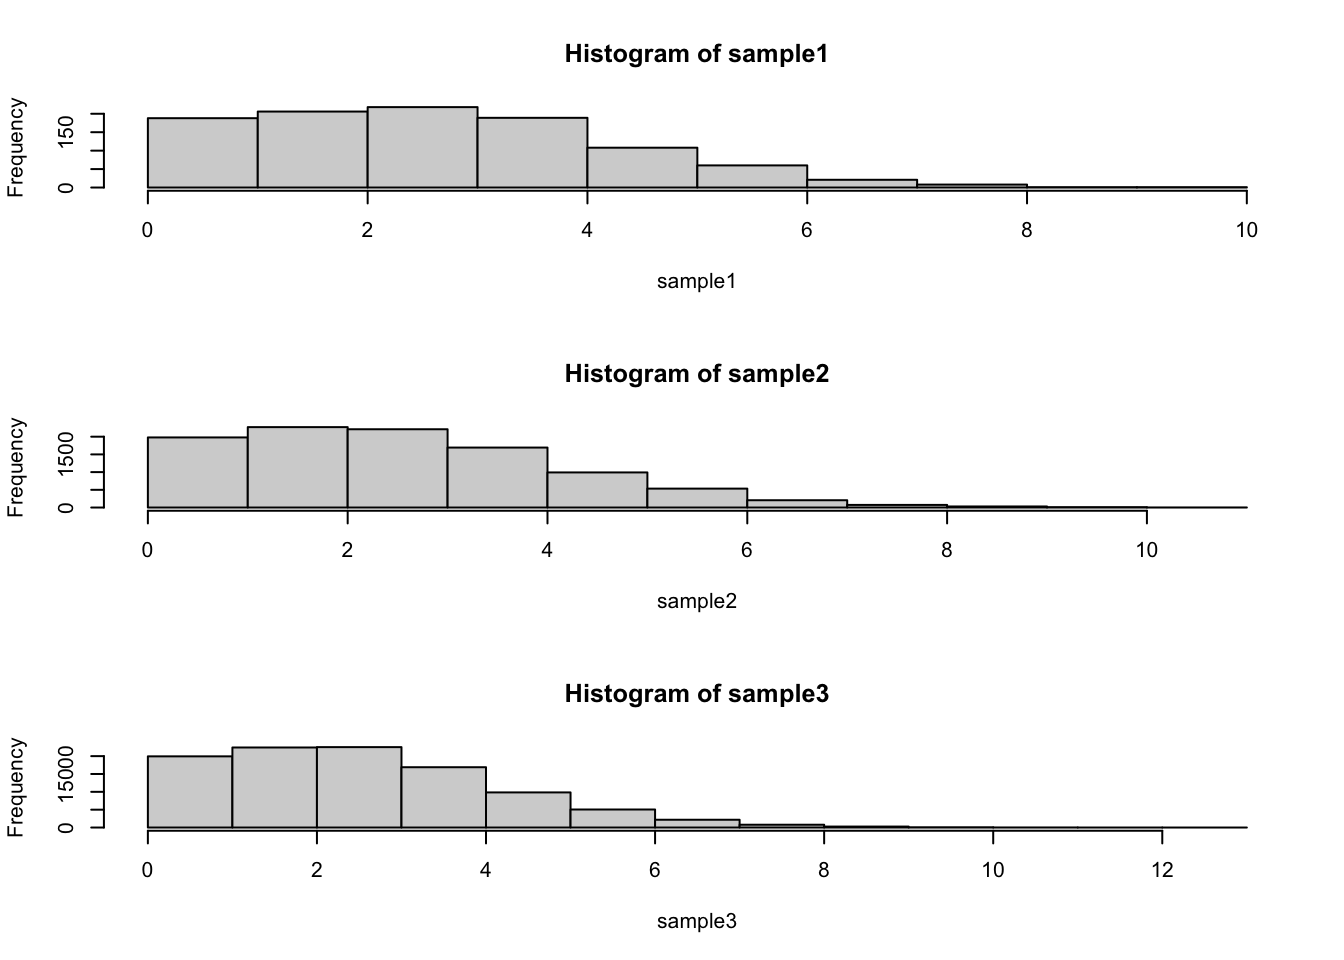 Histogram of sample1
Frequency
0 150
0 2 4 6 8 10
sample1
Histogram of sample2
Frequency
0 1500
0 2 4 6 8 10
sample2
Histogram of sample3
Frequency
0 15000
0 2 4 6 8 10 12
sample3